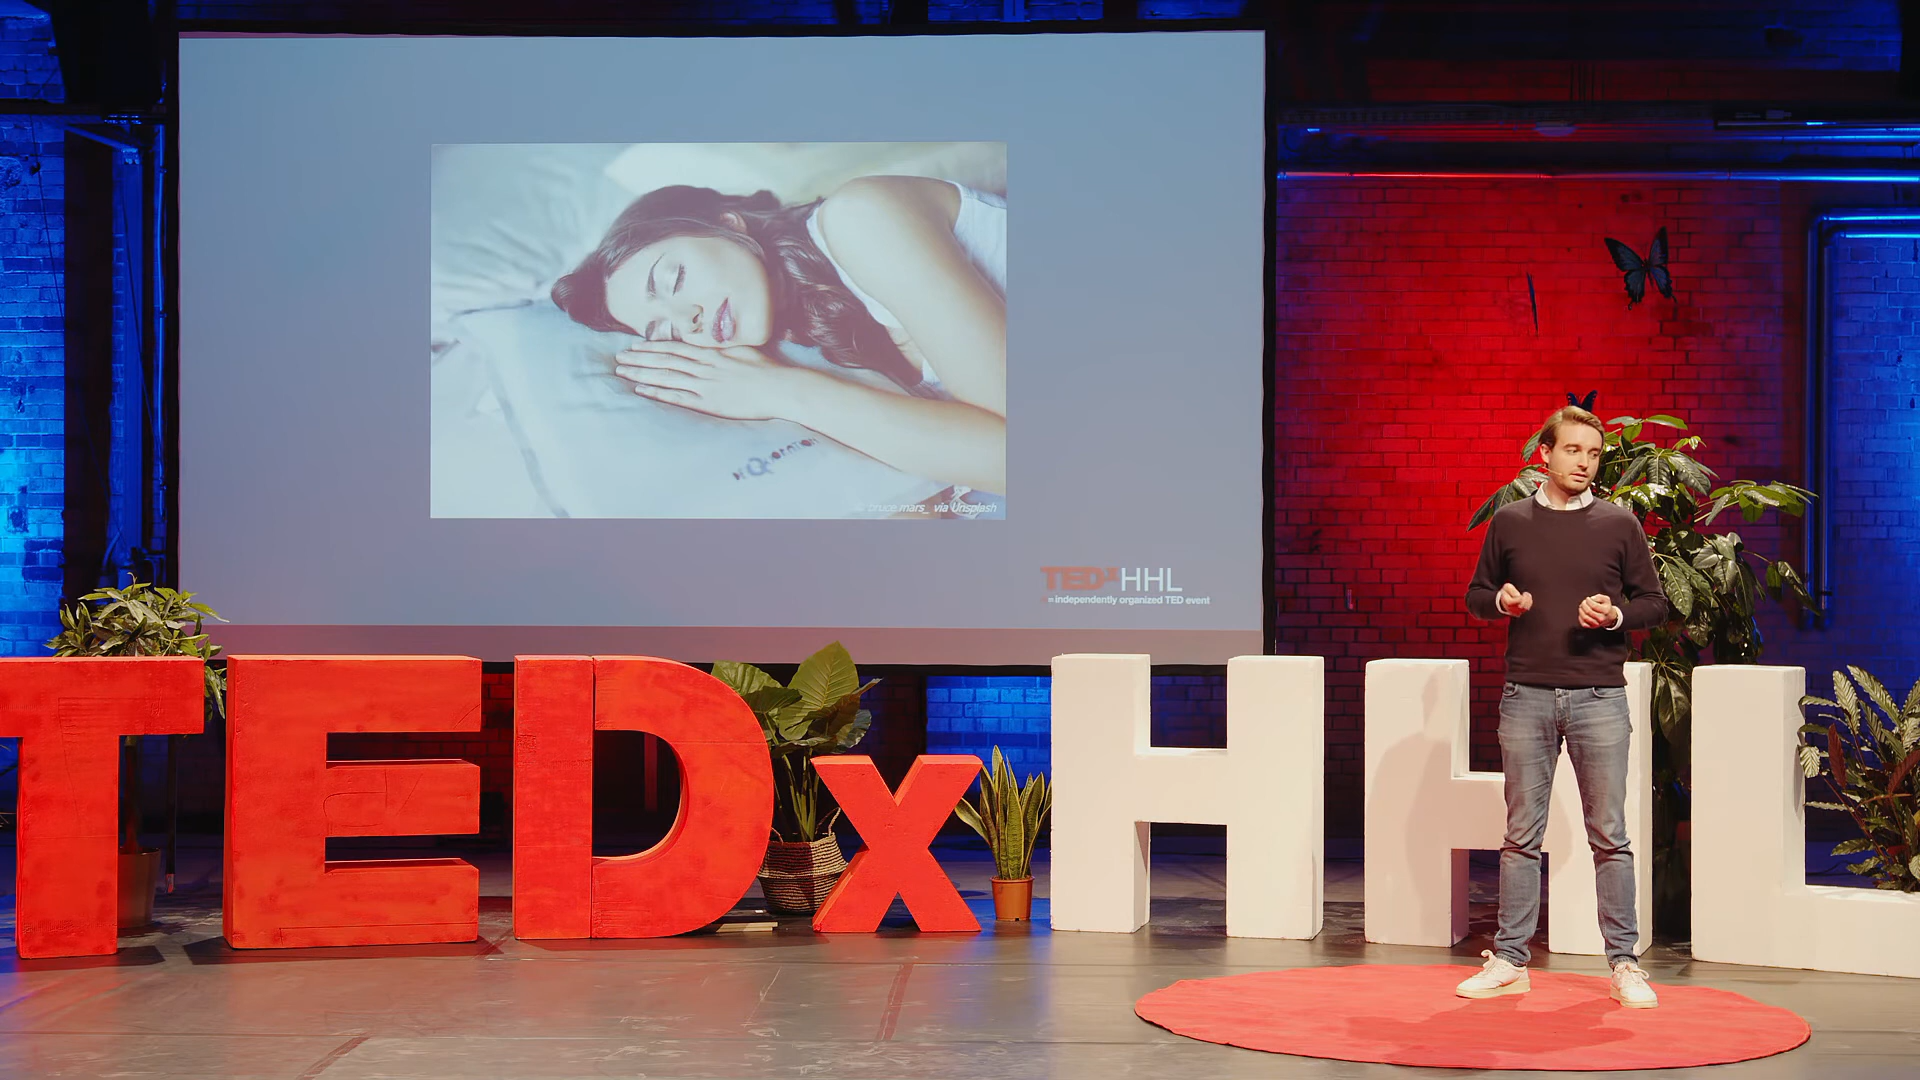 bruce mars_ via Unsplash
TEDxHHL
independently organized TED event
TEDxHHL